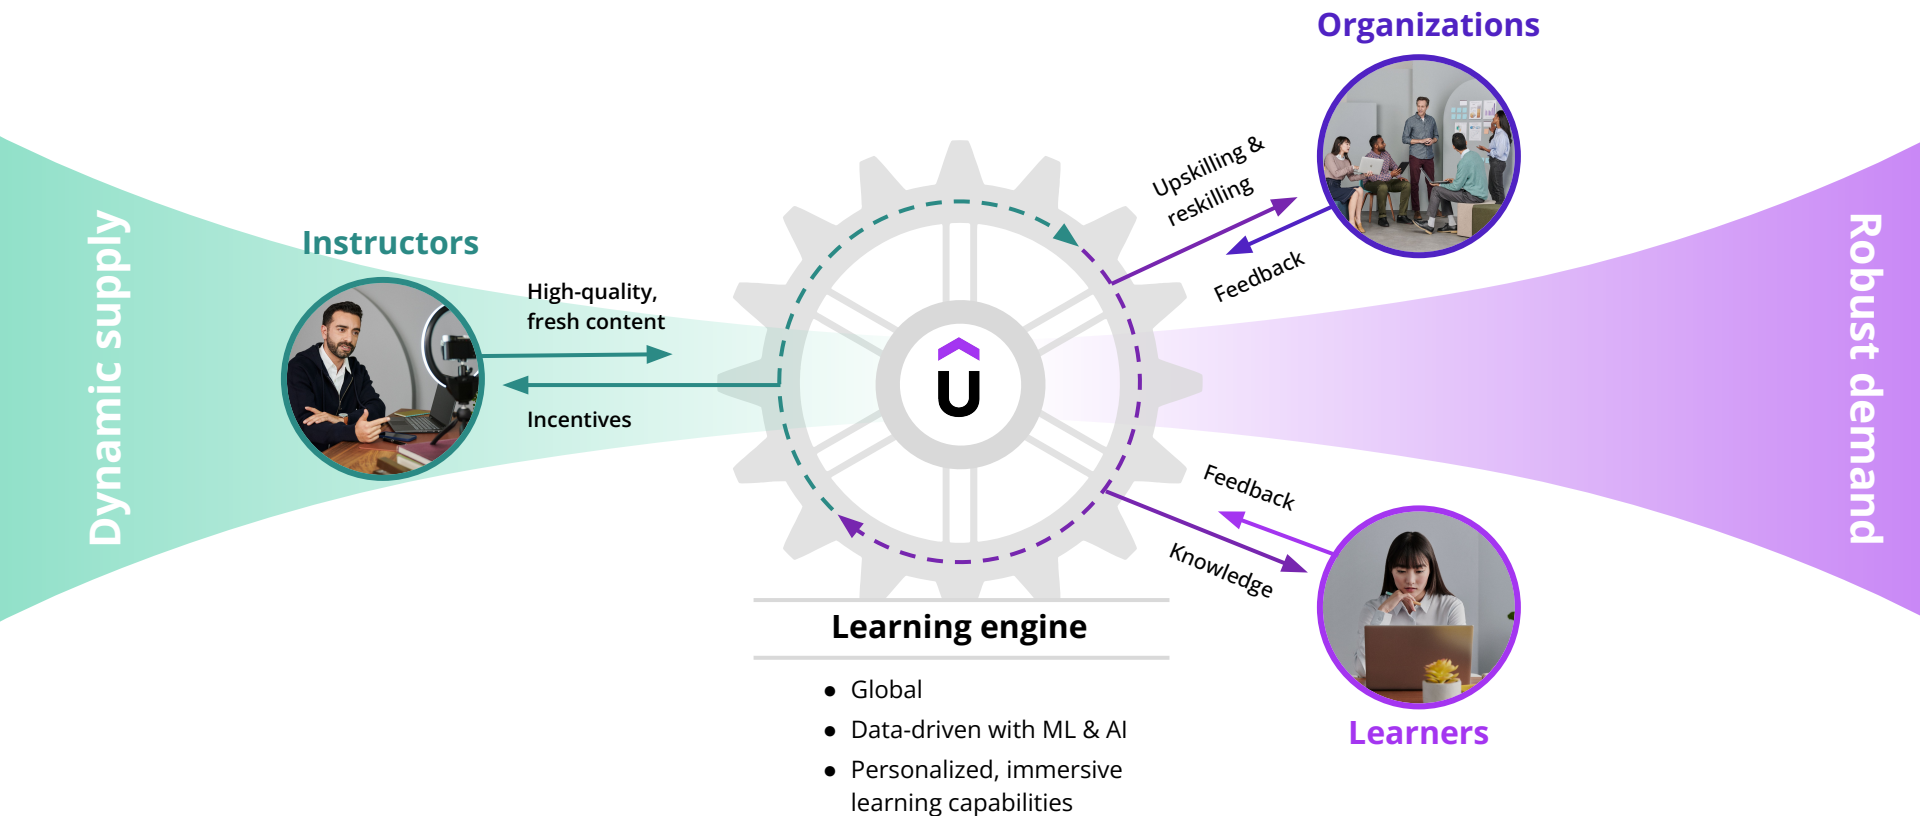 Dynamic supply
Instructors
High-quality,
fresh content
Incentives
U
Learning engine
● Global
● Data-driven with ML & AI
● Personalized, immersive
learning capabilities
Organizations
Upskilling &
reskilling
Feedback
Feedback
Knowledge
Learners
Robust demand